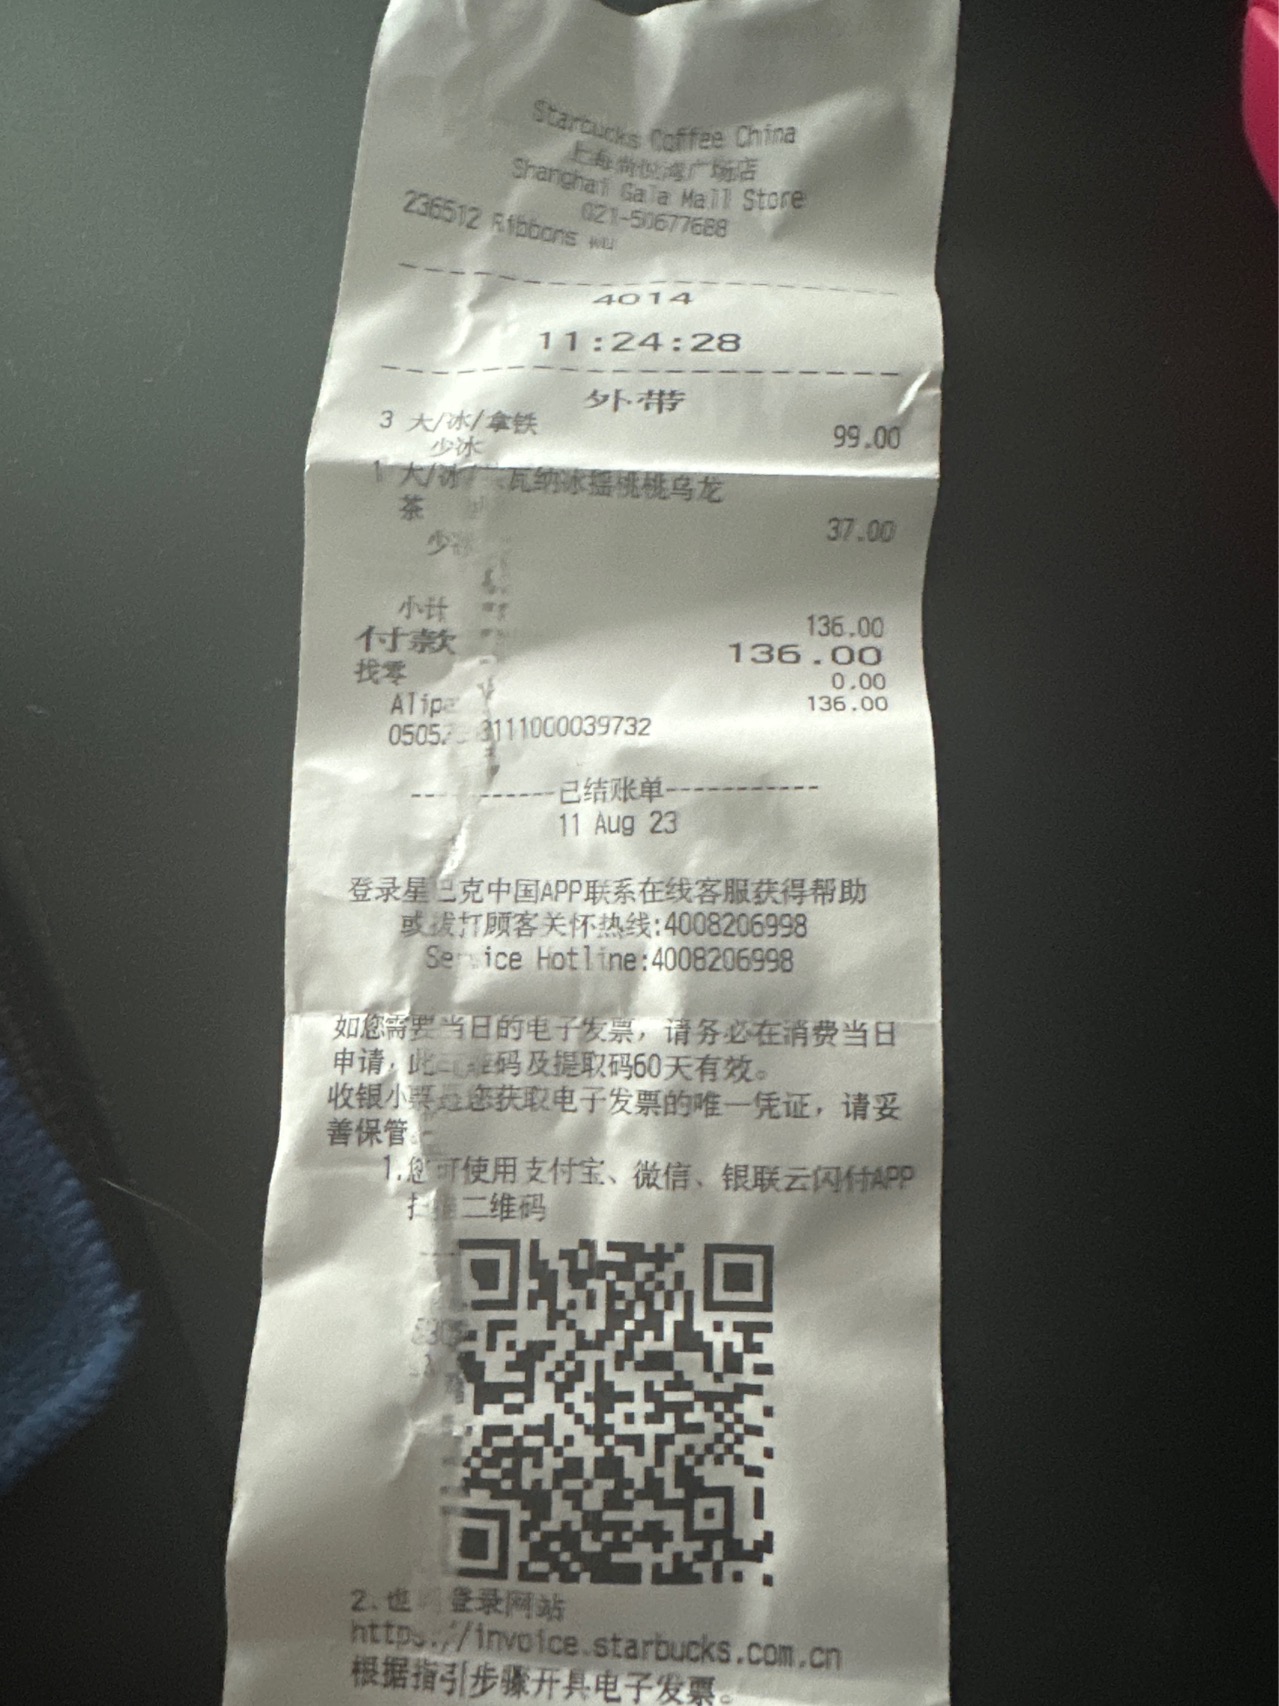 Starbucks Coffee China
上海尚悦湾广场店
Shanghai Gala Mall Store
021-50677688
236512 Ribbons wu
4014
11:24:28
外带
3 大/冰/拿铁 99.00
少冰
1 大/冰/ 瓦纳冰摇桃桃乌龙
茶 37.00
少冰
小计 136.00
付款 136.00
找零 0.00
136.00
3111000039732
-----------已结账单-----------
11 Aug 23
登录星巴克中国APP联系在线客服获得帮助
或拨打顾客关怀热线:4008206998
Service Hotline:4008206998
如您需要当日的电子发票，请务必在消费当日
申请，此二维码及提取码60天有效。
收银小票是您获取电子发票的唯一凭证，请妥
善保管。
1.您可使用支付宝、微信、银联云闪付APP
扫描二维码
2.也 登录网站
https://invoice.starbucks.com.cn
根据指引步骤开具电子发票。